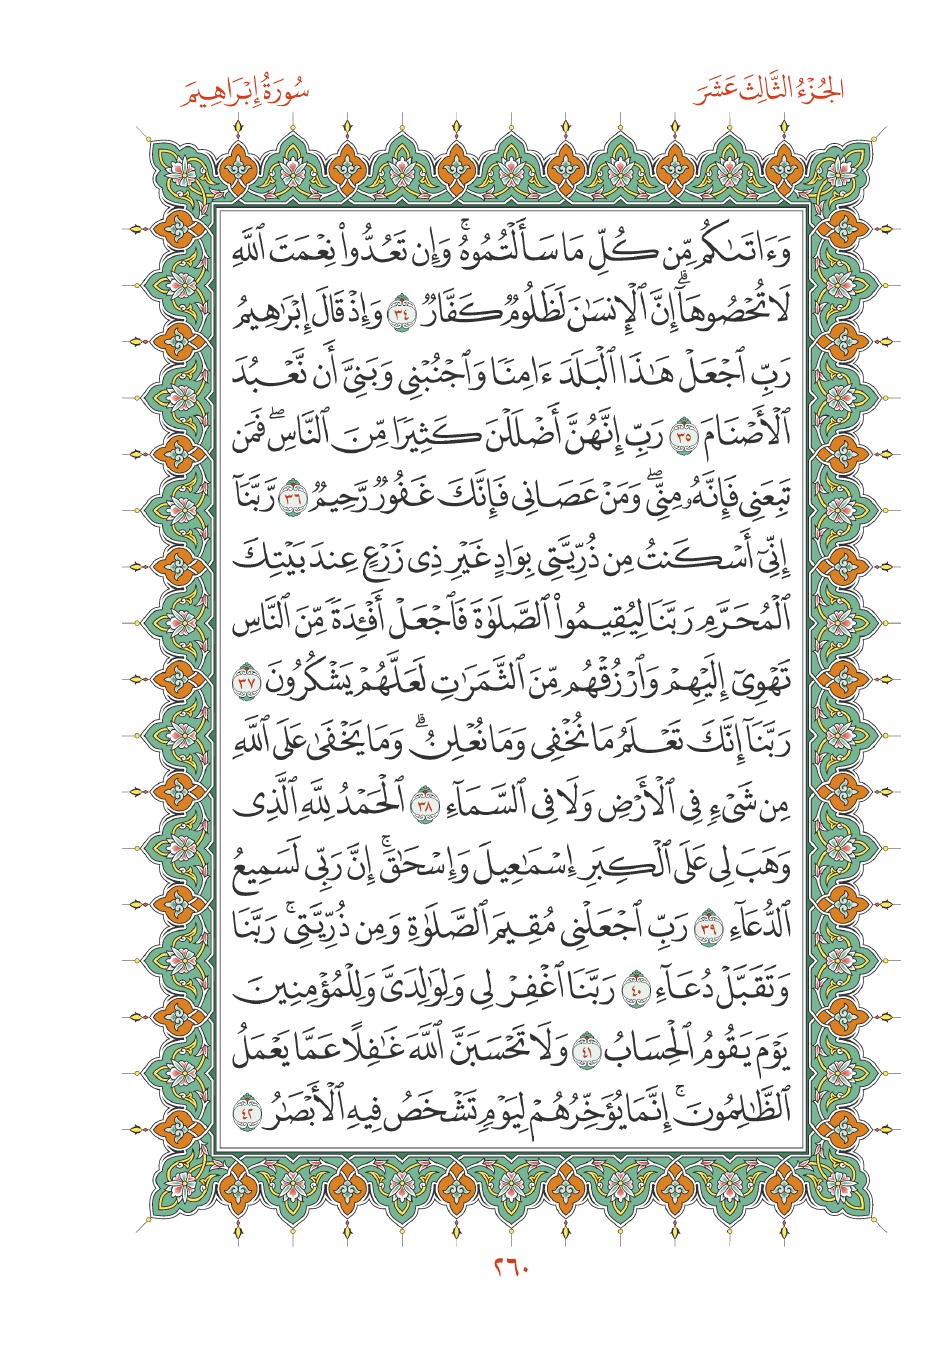 الجُزْءُ الثَّالِثَ عَشَرَ
سُورَةُ إِبْرَاهِيمَ
وَءَاتَىٰكُم مِّن كُلِّ مَا سَأَلْتُمُوهُۚ وَإِن تَعُدُّوا۟ نِعْمَتَ ٱللَّهِ
لَا تُحْصُوهَآۗ إِنَّ ٱلْإِنسَٰنَ لَظَلُومٌ كَفَّارٌ ٣٤ وَإِذْ قَالَ إِبْرَٰهِيمُ
رَبِّ ٱجْعَلْ هَٰذَا ٱلْبَلَدَ ءَامِنًا وَٱجْنُبْنِى وَبَنِىَّ أَن نَّعْبُدَ
ٱلْأَصْنَامَ ٣٥ رَبِّ إِنَّهُنَّ أَضْلَلْنَ كَثِيرًا مِّنَ ٱلنَّاسِۖ فَمَن
تَبِعَنِى فَإِنَّهُۥ مِنِّىۖ وَمَنْ عَصَانِى فَإِنَّكَ غَفُورٌ رَّحِيمٌ ٣٦ رَّبَّنَآ
إِنِّىٓ أَسْكَنتُ مِن ذُرِّيَّتِى بِوَادٍ غَيْرِ ذِى زَرْعٍ عِندَ بَيْتِكَ
ٱلْمُحَرَّمِ رَبَّنَا لِيُقِيمُوا۟ ٱلصَّلَوٰةَ فَٱجْعَلْ أَفْـِٔدَةً مِّنَ ٱلنَّاسِ
تَهْوِىٓ إِلَيْهِمْ وَٱرْزُقْهُم مِّنَ ٱلثَّمَرَٰتِ لَعَلَّهُمْ يَشْكُرُونَ ٣٧
رَبَّنَآ إِنَّكَ تَعْلَمُ مَا نُخْفِى وَمَا نُعْلِنُۗ وَمَا يَخْفَىٰ عَلَى ٱللَّهِ
مِن شَىْءٍ فِى ٱلْأَرْضِ وَلَا فِى ٱلسَّمَآءِ ٣٨ ٱلْحَمْدُ لِلَّهِ ٱلَّذِى
وَهَبَ لِى عَلَى ٱلْكِبَرِ إِسْمَٰعِيلَ وَإِسْحَٰقَۚ إِنَّ رَبِّى لَسَمِيعُ
ٱلدُّعَآءِ ٣٩ رَبِّ ٱجْعَلْنِى مُقِيمَ ٱلصَّلَوٰةِ وَمِن ذُرِّيَّتِىۚ رَبَّنَا
وَتَقَبَّلْ دُعَآءِ ٤٠ رَبَّنَا ٱغْفِرْ لِى وَلِوَٰلِدَىَّ وَلِلْمُؤْمِنِينَ
يَوْمَ يَقُومُ ٱلْحِسَابُ ٤١ وَلَا تَحْسَبَنَّ ٱللَّهَ غَٰفِلًا عَمَّا يَعْمَلُ
ٱلظَّٰلِمُونَۚ إِنَّمَا يُؤَخِّرُهُمْ لِيَوْمٍ تَشْخَصُ فِيهِ ٱلْأَبْصَٰرُ ٤٢
٢٦٠